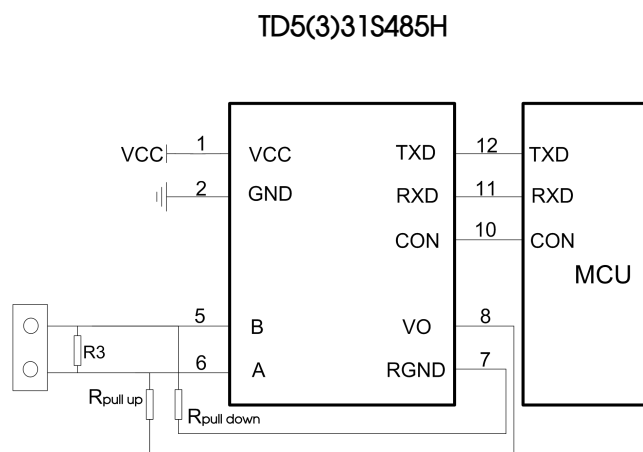 TD5(3)31S485H
VCC 1 VCC TXD 12 TXD
2 GND RXD 11 RXD
CON 10 CON
MCU
5 B VO 8
R3
6 A RGND 7
Rpull up
Rpull down